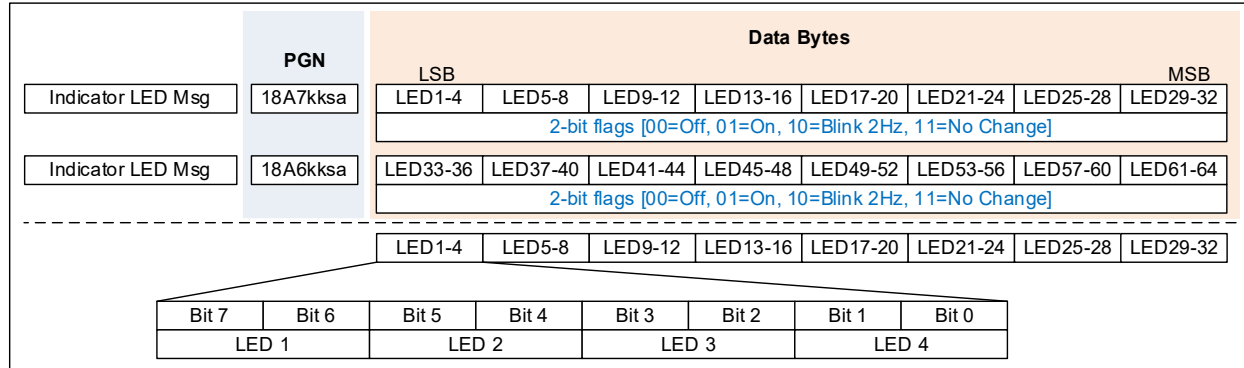 Data Bytes
PGN
LSB MSB
Indicator LED Msg 18A7kksa LED1-4 LED5-8 LED9-12 LED13-16 LED17-20 LED21-24 LED25-28 LED29-32
2-bit flags [00=Off, 01=On, 10=Blink 2Hz, 11=No Change]
Indicator LED Msg 18A6kksa LED33-36 LED37-40 LED41-44 LED45-48 LED49-52 LED53-56 LED57-60 LED61-64
2-bit flags [00=Off, 01=On, 10=Blink 2Hz, 11=No Change]
LED1-4 LED5-8 LED9-12 LED13-16 LED17-20 LED21-24 LED25-28 LED29-32
Bit 7 Bit 6 Bit 5 Bit 4 Bit 3 Bit 2 Bit 1 Bit 0
LED 1 LED 2 LED 3 LED 4